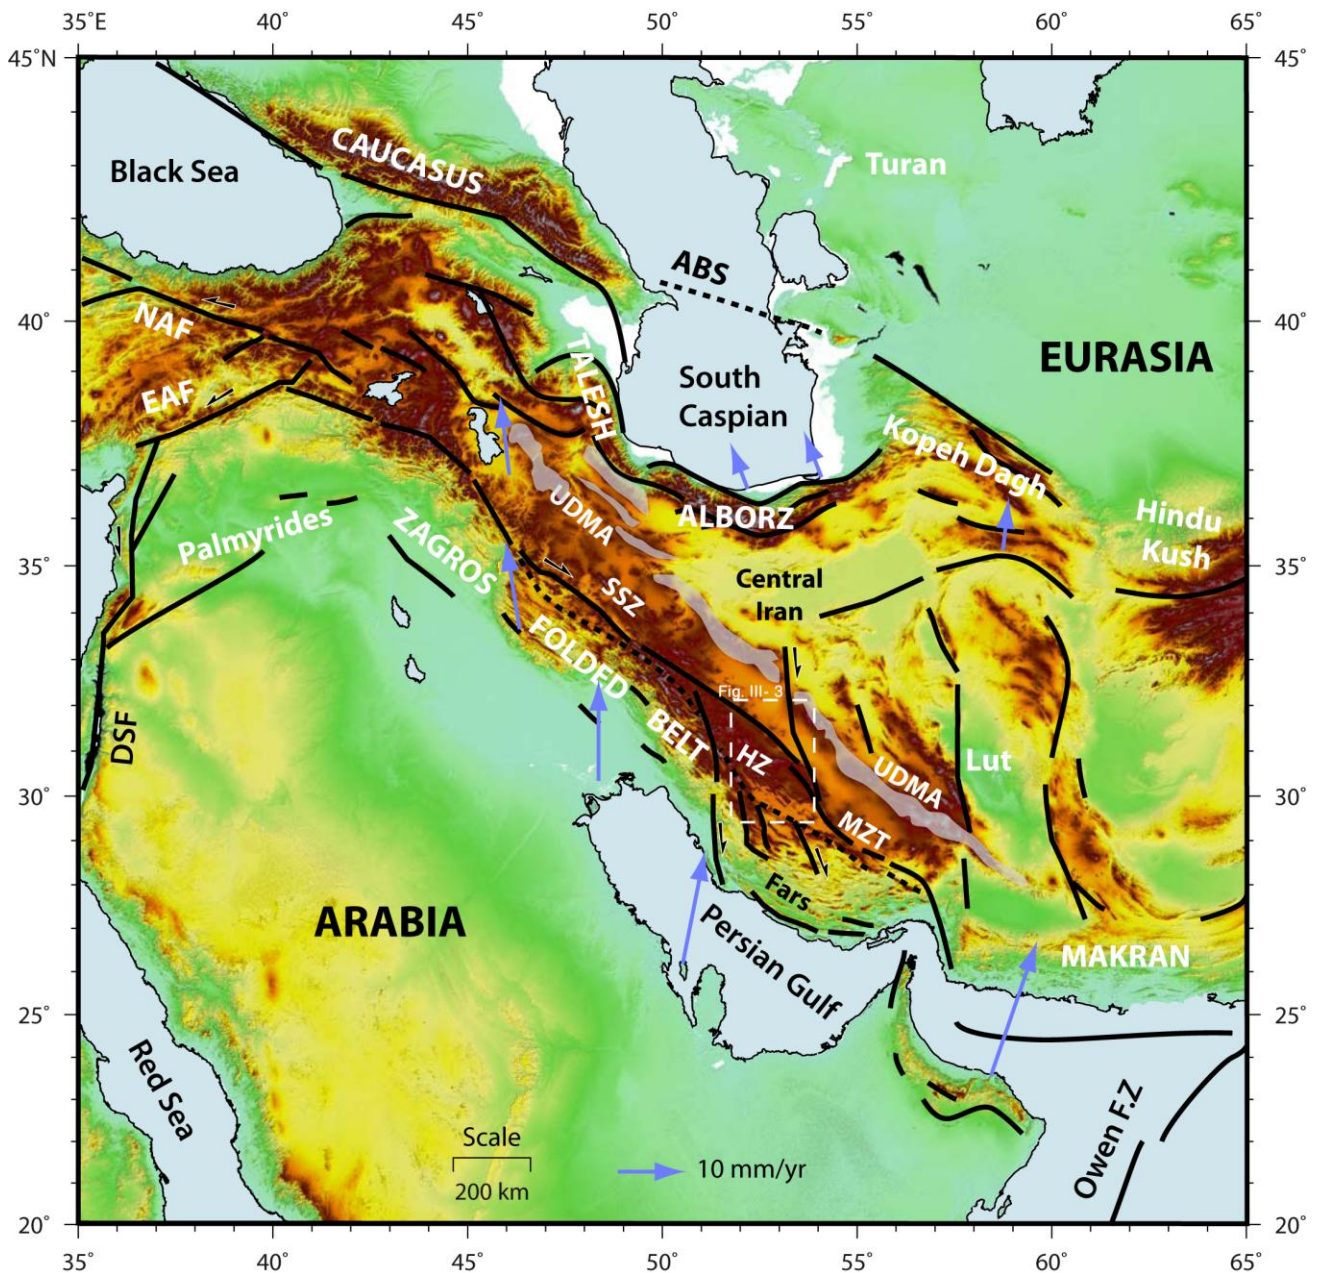 35°E 40° 45° 50° 55° 60° 65°
45°N 45°
CAUCASUS
Black Sea
Turan
ABS
40° 40°
NAF
TALESH
EURASIA
South
Caspian
EAF
Kopeh Dagh
UDMA
ALBORZ
Hindu
Kush
Palmyrides
ZAGROS
35° 35°
Central
Iran
SSZ
FOLDED
Fig. III- 3
DSF
BELT
HZ
UDMA
Lut
30° 30°
MZT
Fars
ARABIA
Persian Gulf
MAKRAN
25° 25°
Red Sea
Owen F.Z
Scale
200 km
10 mm/yr
20° 20°
35° 40° 45° 50° 55° 60° 65°